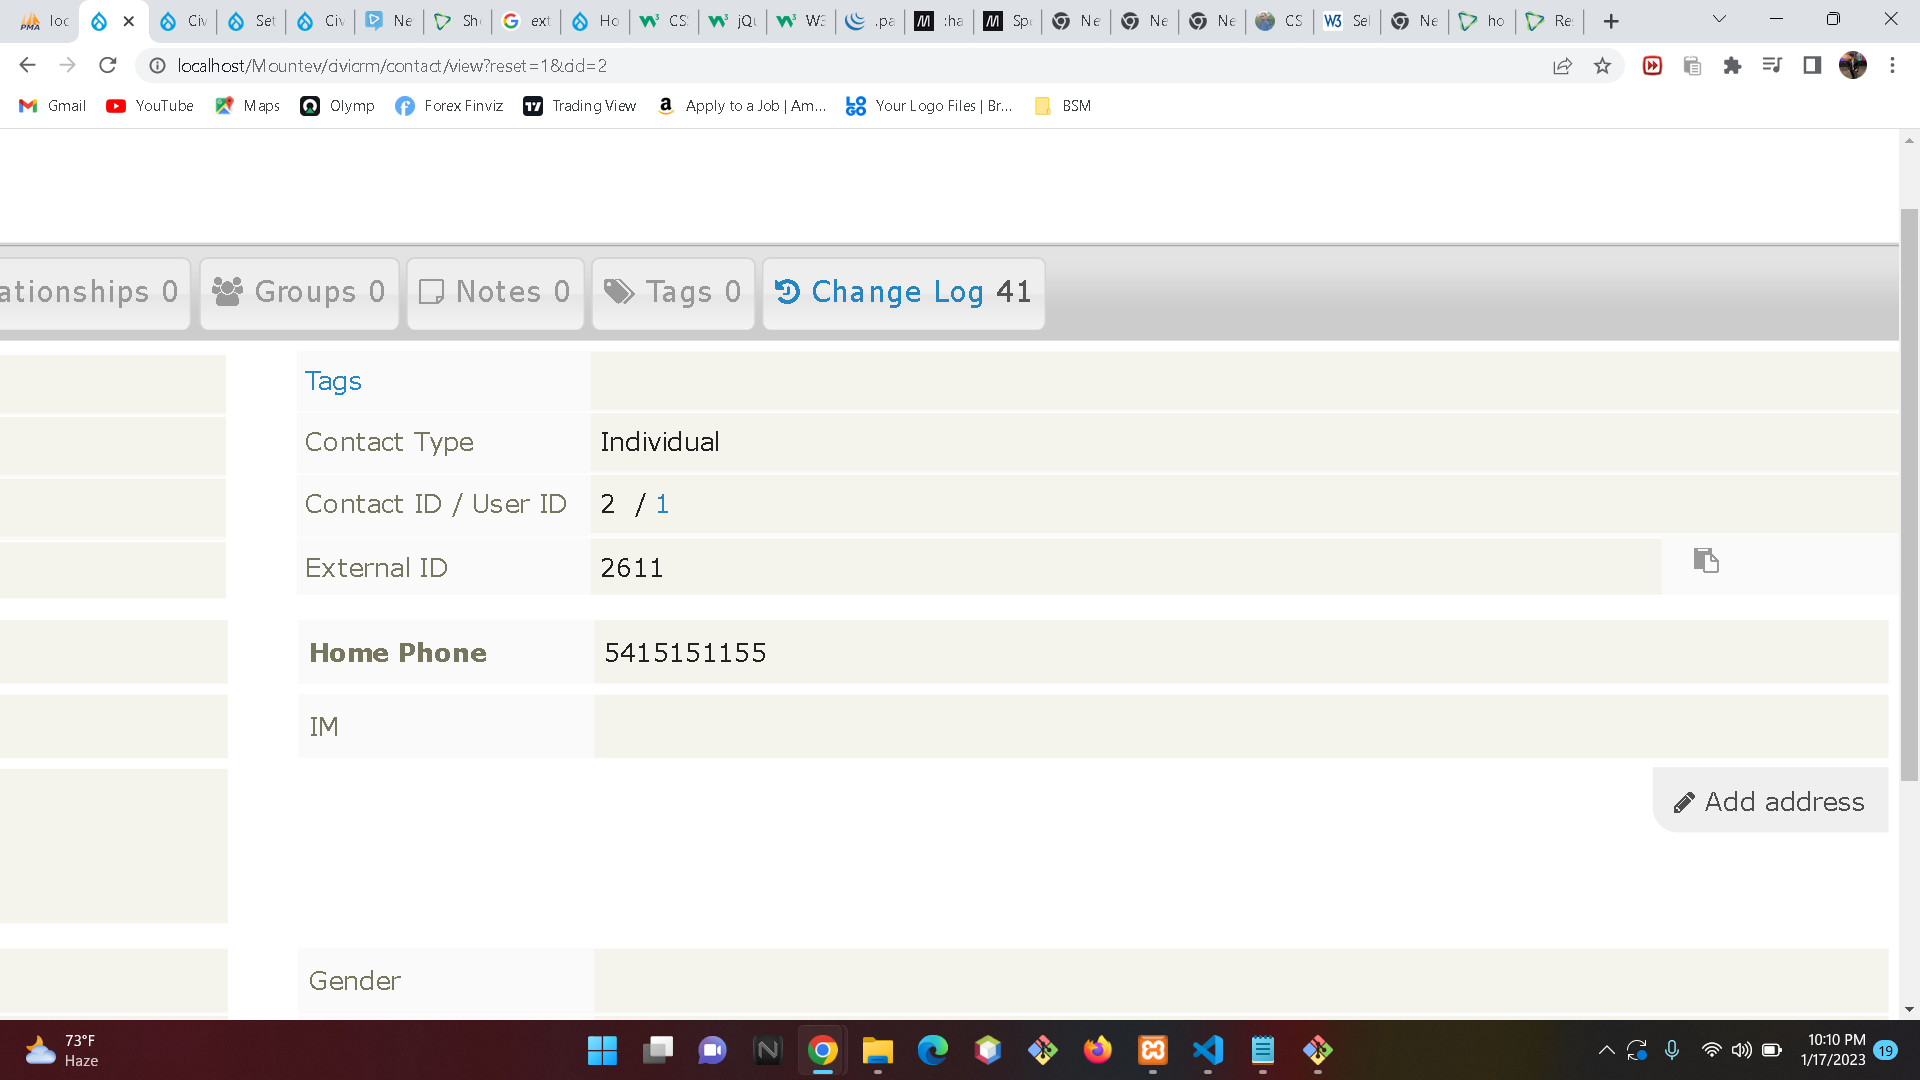 loc
Civ
Set
Civ
Ne
Sh
ext
Ho
CS
jQu
W3
.pa
:ha
Spe
Ne
Ne
Ne
CS
Sel
Ne
ho
Re
localhost/Mountev/civicrm/contact/view?reset=1&cid=2
Gmail
YouTube
Maps
Olymp
Forex Finviz
Trading View
Apply to a Job | Am...
Your Logo Files | Br...
BSM
ationships 0
Groups 0
Notes 0
Tags 0
Change Log 41
Tags
Contact Type Individual
Contact ID / User ID 2 / 1
External ID 2611
Home Phone 5415151155
IM
Add address
Gender
73°F
Haze
10:10 PM
1/17/2023
19